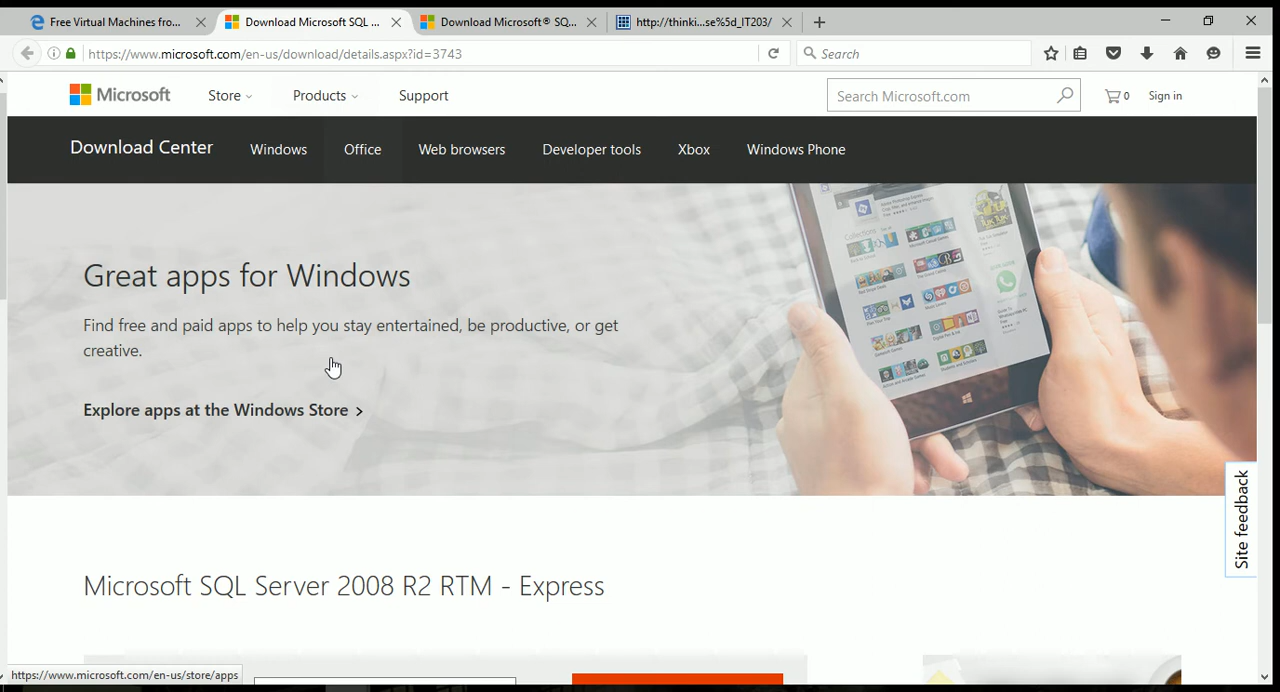 Free Virtual Machines fro...
Download Microsoft SQL ...
Download Microsoft® SQ...
http://thinki...se%5d_IT203/
https://www.microsoft.com/en-us/download/details.aspx?id=3743
Search
Microsoft
Store
Products
Support
Search Microsoft.com
0
Sign in
Download Center
Windows
Office
Web browsers
Developer tools
Xbox
Windows Phone
Great apps for Windows
Find free and paid apps to help you stay entertained, be productive, or get
creative.
Explore apps at the Windows Store >
Site feedback
Microsoft SQL Server 2008 R2 RTM - Express
https://www.microsoft.com/en-us/store/apps